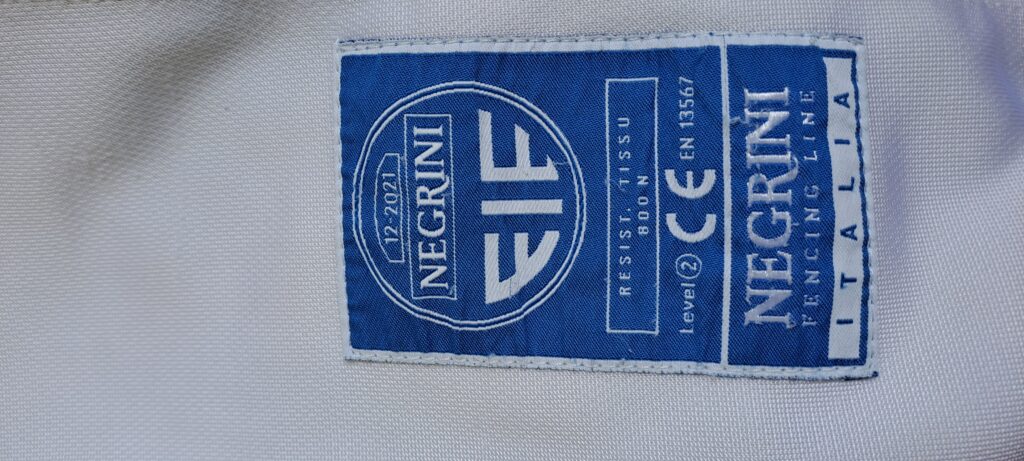 12-2021
NEGRINI
FIE
RESIST. TISSU
800N
Level 2 CE EN 13567
NEGRINI
FENCING LINE
ITALIA